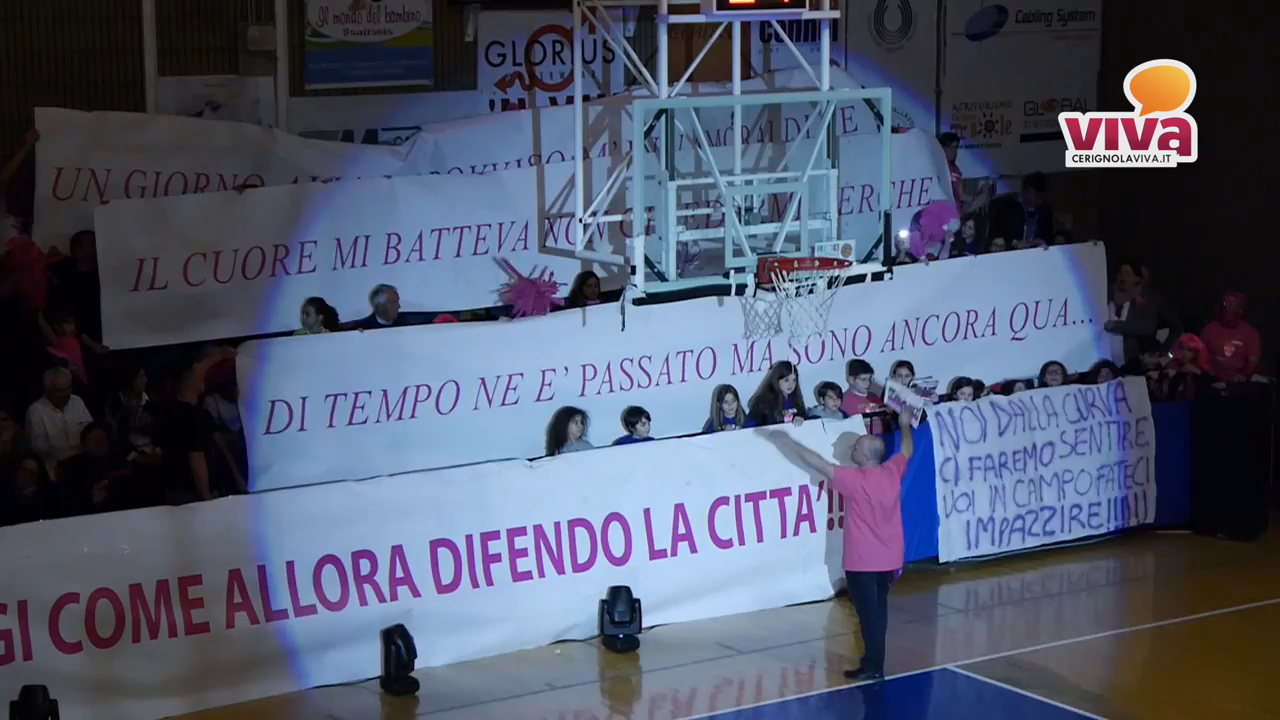 Il mondo del bambino
GLORIUS
Cabling System
AGRITURISMO
GLOBAL
VIVA
CERIGNOLAVIVA.IT
UN GIORNO
IL CUORE MI BATTEVA NON
DI TEMPO NE E' PASSATO MA SONO ANCORA QUA...
GI COME ALLORA DIFENDO LA CITTA'!!
NOI DALLA CURVA
CI FAREMO SENTIRE
VOI IN CAMPO FATECI
IMPAZZIRE!!!!!